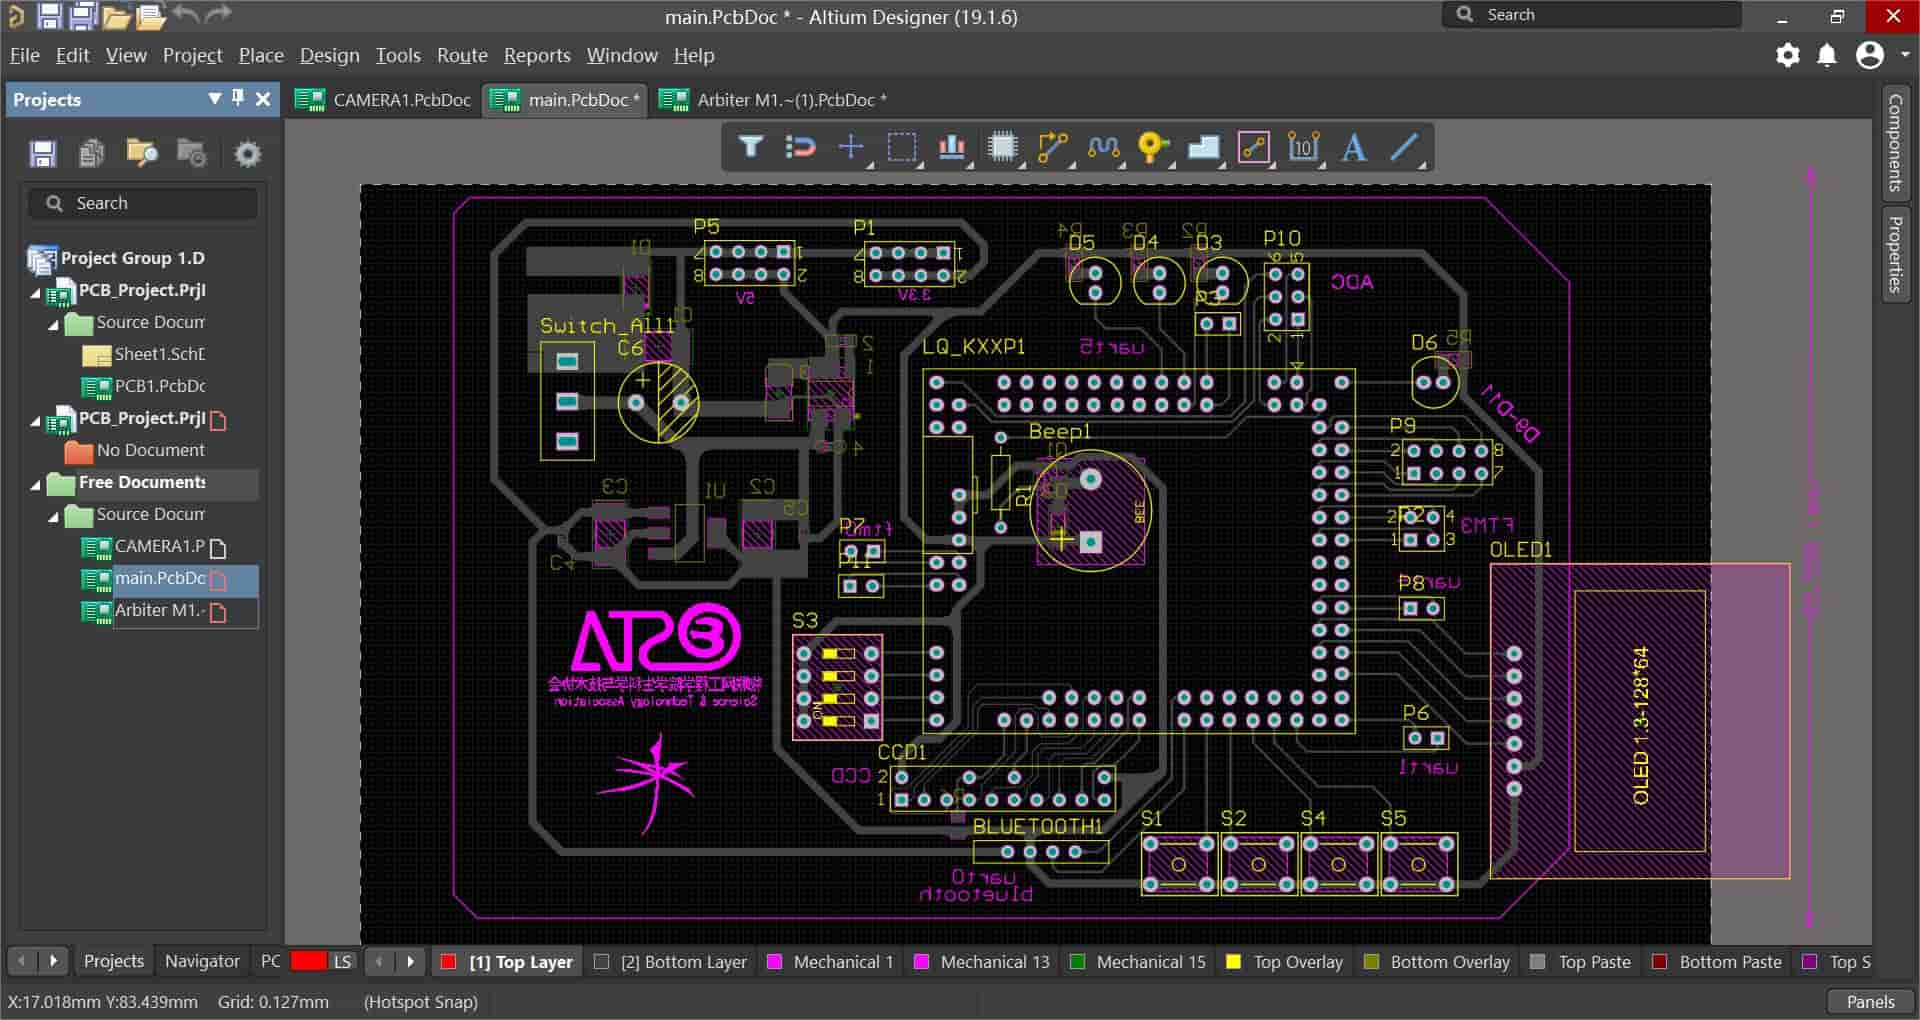 main.PcbDoc * - Altium Designer (19.1.6)
Search
File Edit View Project Place Design Tools Route Reports Window Help
Projects
CAMERA1.PcbDoc
main.PcbDoc *
Arbiter M1.~(1).PcbDoc *
Components
Properties
Search
Project Group 1.D
PCB_Project.PrjI
Source Docum
Sheet1.SchD
PCB1.PcbDc
PCB_Project.PrjI
No Document
Free Documents
Source Docum
CAMERA1.P
main.PcbDc
Arbiter M1.-
P5
P1
5V
3.3V
D5
D4
D3
P10
R4
R3
R2
ADC
Switch_All1
C6
LQ_KXXP1
uart5
D6
R5
D9-D11
Beep1
P9
R1
BEE
C3
U1
C2
C5
C4
P7
P11
P2
FTM3
OLED1
P8
uart
S3
ON
Science & Technology Association
P6
uart1
OLED 1.3-128*64
CCD1
CCD
BLUETOOTH1
uart0
bluetooth
S1
S2
S4
S5
Projects
Navigator
PC
LS
[1] Top Layer
[2] Bottom Layer
Mechanical 1
Mechanical 13
Mechanical 15
Top Overlay
Bottom Overlay
Top Paste
Bottom Paste
Top S
X:17.018mm Y:83.439mm Grid: 0.127mm (Hotspot Snap)
Panels